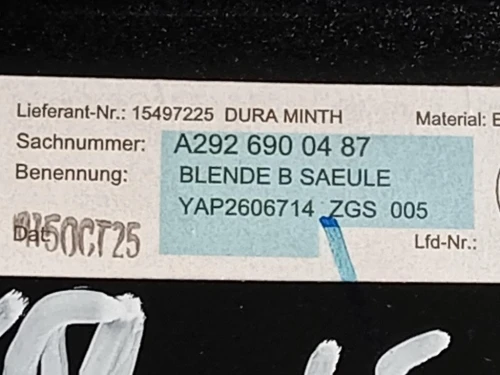 Lieferant-Nr.: 15497225 DURA MINTH
Material:
Sachnummer: A292 690 04 87
Benennung: BLENDE B SAEULE
YAP2606714 ZGS 005
Dat
OCT25
Lfd-Nr.: